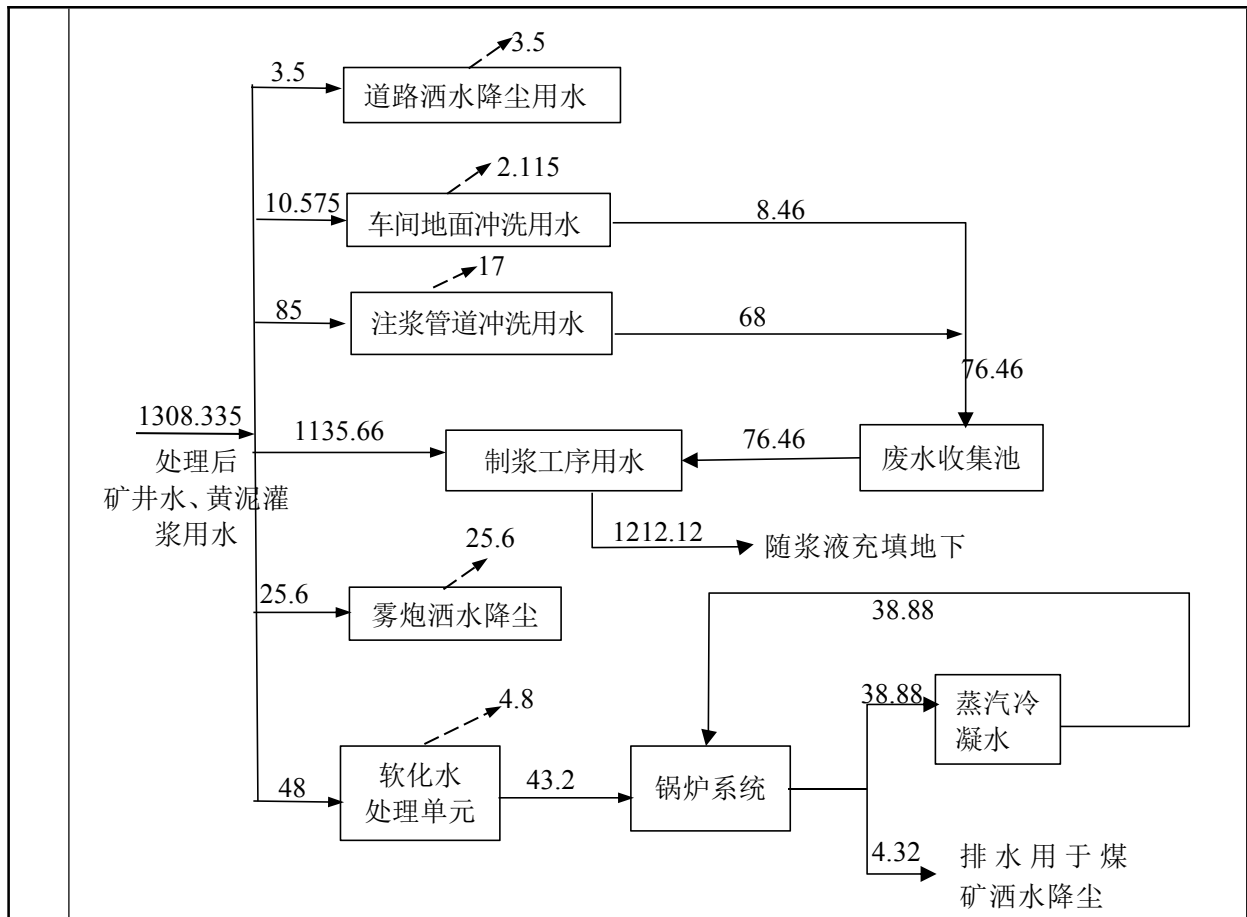 3.5
3.5
道路洒水降尘用水
2.115
10.575
车间地面冲洗用水
8.46
17
85
注浆管道冲洗用水
68
76.46
1308.335
处理后
矿井水、黄泥灌
浆用水
1135.66
制浆工序用水
76.46
废水收集池
1212.12
随浆液充填地下
25.6
25.6
雾炮洒水降尘
38.88
4.8
48
软化水
处理单元
43.2
锅炉系统
38.88
蒸汽冷
凝水
4.32
排水用于煤
矿洒水降尘